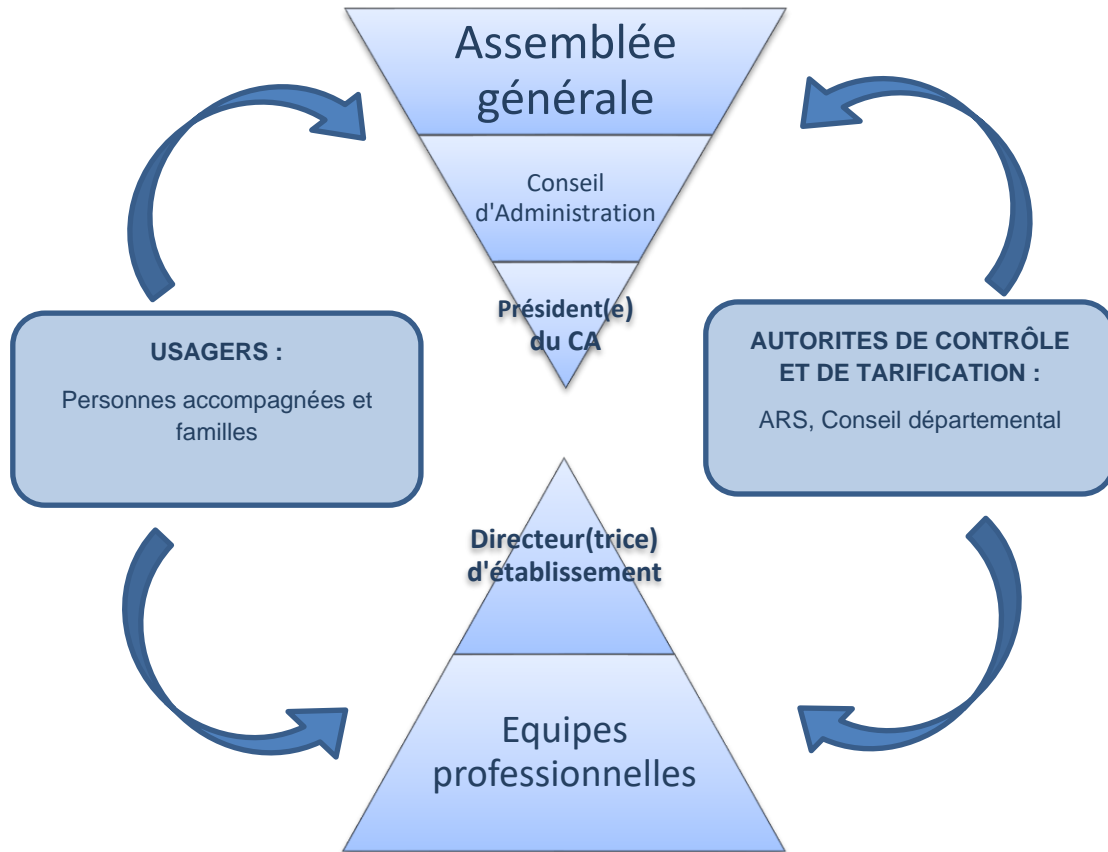 Assemblée
générale
Conseil
d'Administration
Président(e)
du CA
USAGERS :
Personnes accompagnées et
familles
AUTORITES DE CONTRÔLE
ET DE TARIFICATION :
ARS, Conseil départemental
Directeur(trice)
d'établissement
Equipes
professionnelles